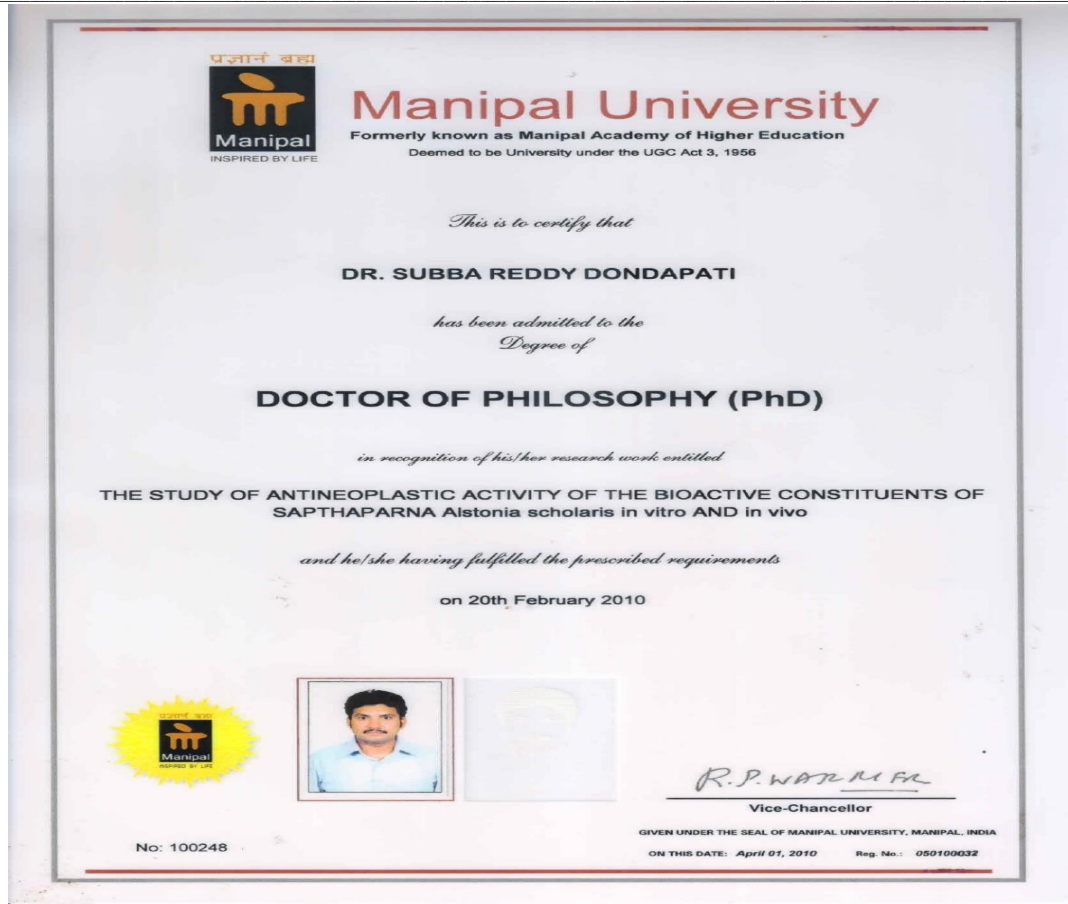 प्रज्ञानं ब्रह्म
Manipal
INSPIRED BY LIFE
Manipal University
Formerly known as Manipal Academy of Higher Education
Deemed to be University under the UGC Act 3, 1956
This is to certify that
DR. SUBBA REDDY DONDAPATI
has been admitted to the
Degree of
DOCTOR OF PHILOSOPHY (PhD)
in recognition of his/her research work entitled
THE STUDY OF ANTINEOPLASTIC ACTIVITY OF THE BIOACTIVE CONSTITUENTS OF
SAPTHAPARNA Alstonia scholaris in vitro AND in vivo
and he/she having fulfilled the prescribed requirements
on 20th February 2010
प्रज्ञानं ब्रह्म
Manipal
INSPIRED BY LIFE
R.P. WARRIER
Vice-Chancellor
GIVEN UNDER THE SEAL OF MANIPAL UNIVERSITY, MANIPAL, INDIA
No: 100248
ON THIS DATE: April 01, 2010 Reg. No.: 050100032